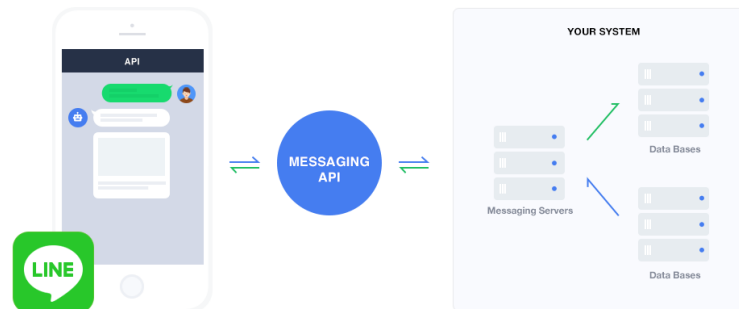 API
LINE
MESSAGING
API
YOUR SYSTEM
Messaging Servers
Data Bases
Data Bases